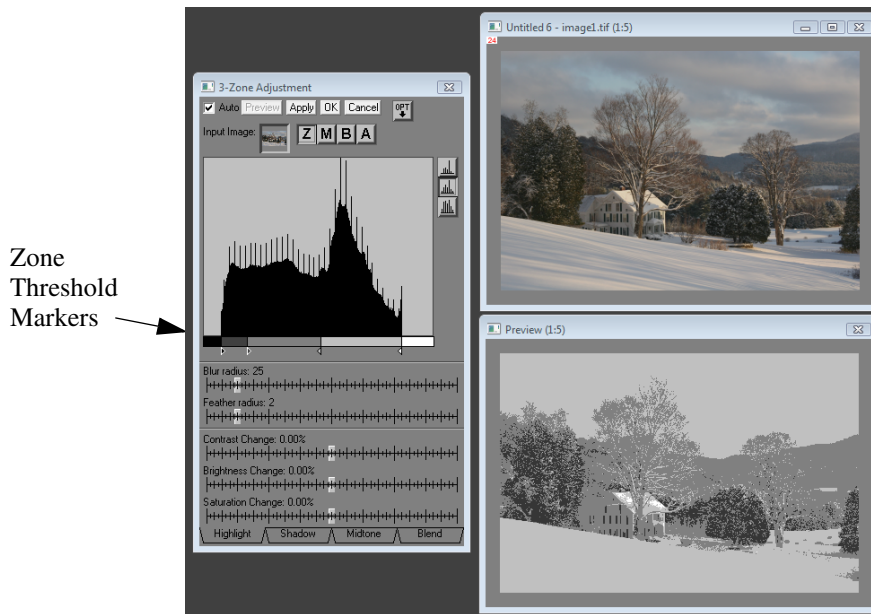 Untitled 6 - image1.tif (1:5)
24
3-Zone Adjustment
Auto Preview Apply OK Cancel OPT
Input Image: Z M B A
Zone
Threshold
Markers
Preview (1:5)
Blur radius: 25
Feather radius: 2
Contrast Change: 0.00%
Brightness Change: 0.00%
Saturation Change: 0.00%
Highlight Shadow Midtone Blend